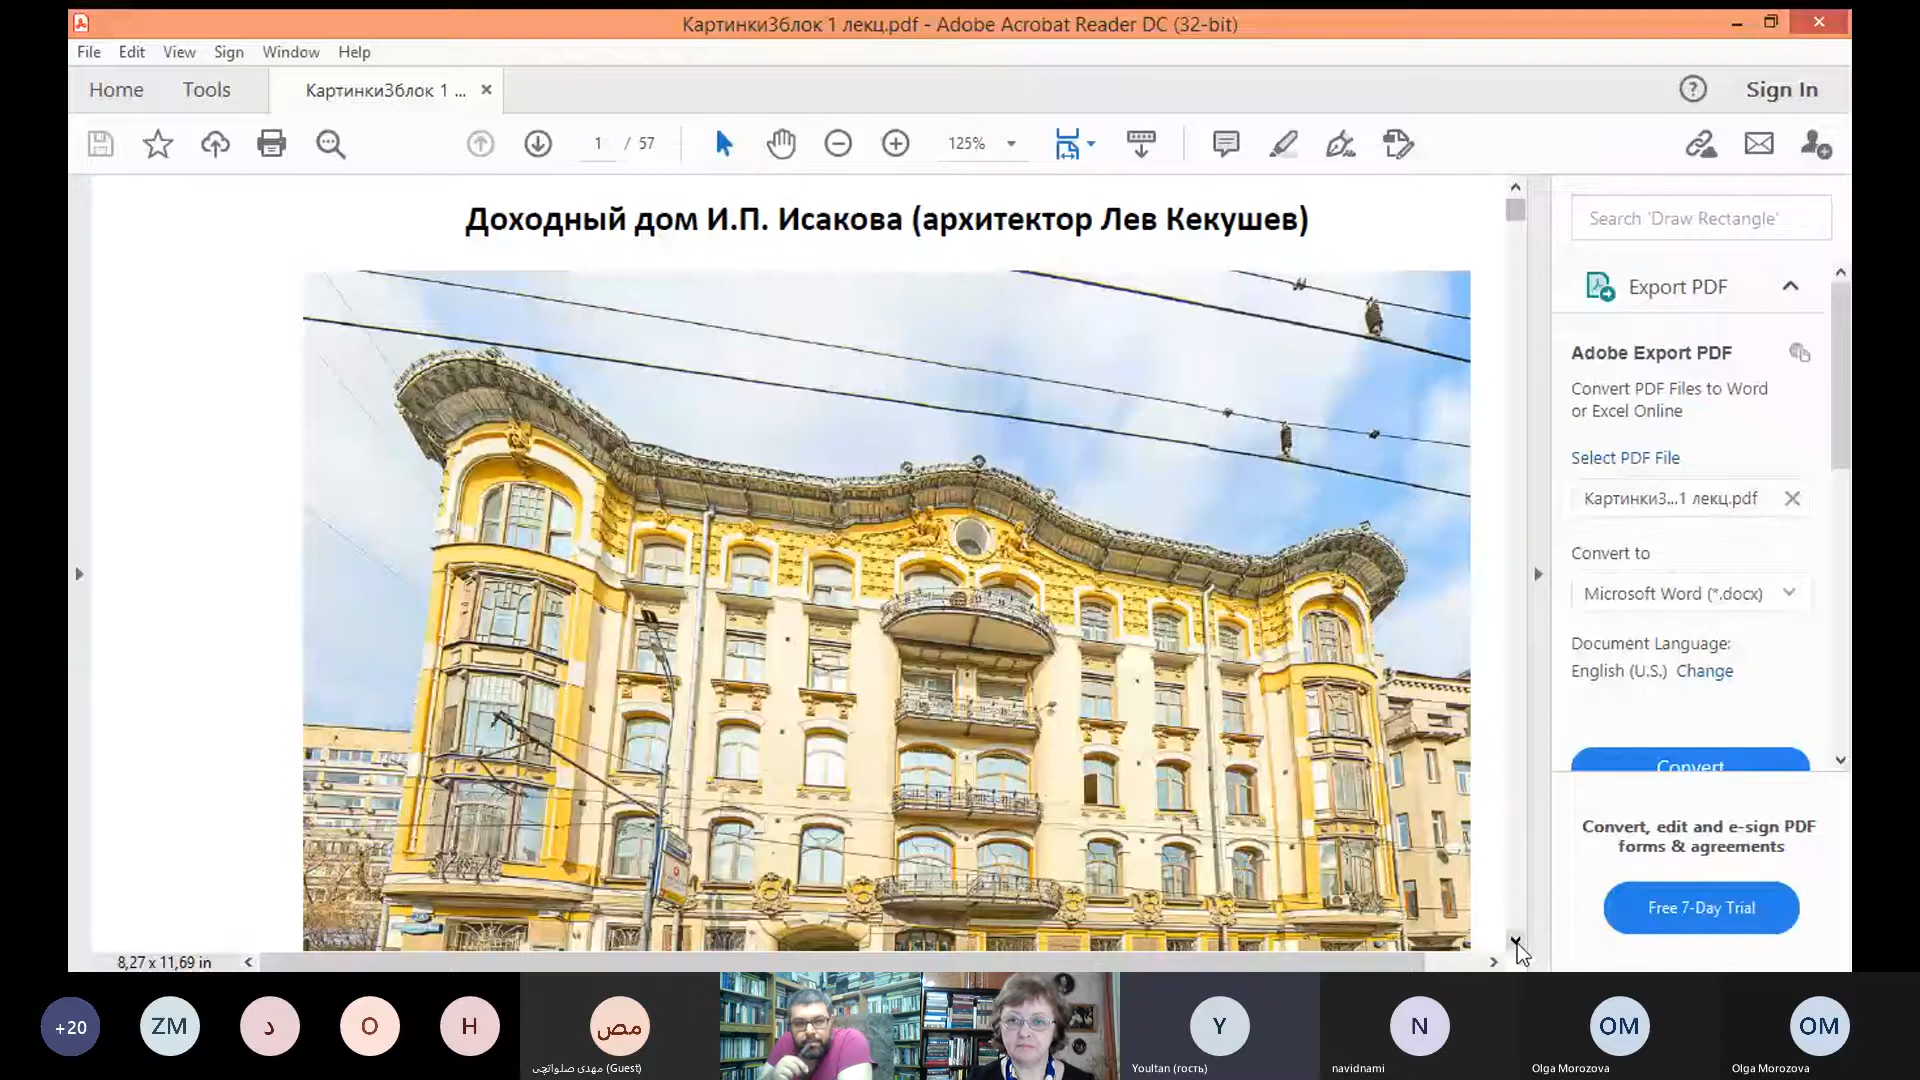 Картинки3блок 1 лекц.pdf - Adobe Acrobat Reader DC (32-bit)
File Edit View Sign Window Help
Home Tools Картинки3блок 1 ... Sign In
1 / 57 125%
Доходный дом И.П. Исакова (архитектор Лев Кекушев)
Search 'Draw Rectangle'
Export PDF
Adobe Export PDF
Convert PDF Files to Word
or Excel Online
Select PDF File
Картинки3...1 лекц.pdf
Convert to
Microsoft Word (*.docx)
Document Language:
English (U.S.) Change
Convert
Convert, edit and e-sign PDF
forms & agreements
Free 7-Day Trial
8,27 x 11,69 in
+20 ZM د O H مص Y N OM OM
مهدی صلواتچی (Guest) Youltan (гость) navidnami Olga Morozova Olga Morozova